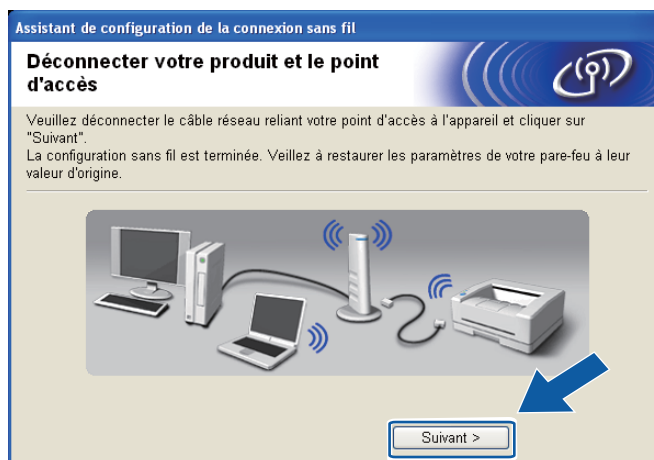 Assistant de configuration de la connexion sans fil
Déconnecter votre produit et le point
d'accès
Veuillez déconnecter le câble réseau reliant votre point d'accès à l'appareil et cliquer sur
"Suivant".
La configuration sans fil est terminée. Veillez à restaurer les paramètres de votre pare-feu à leur
valeur d'origine.
Suivant >